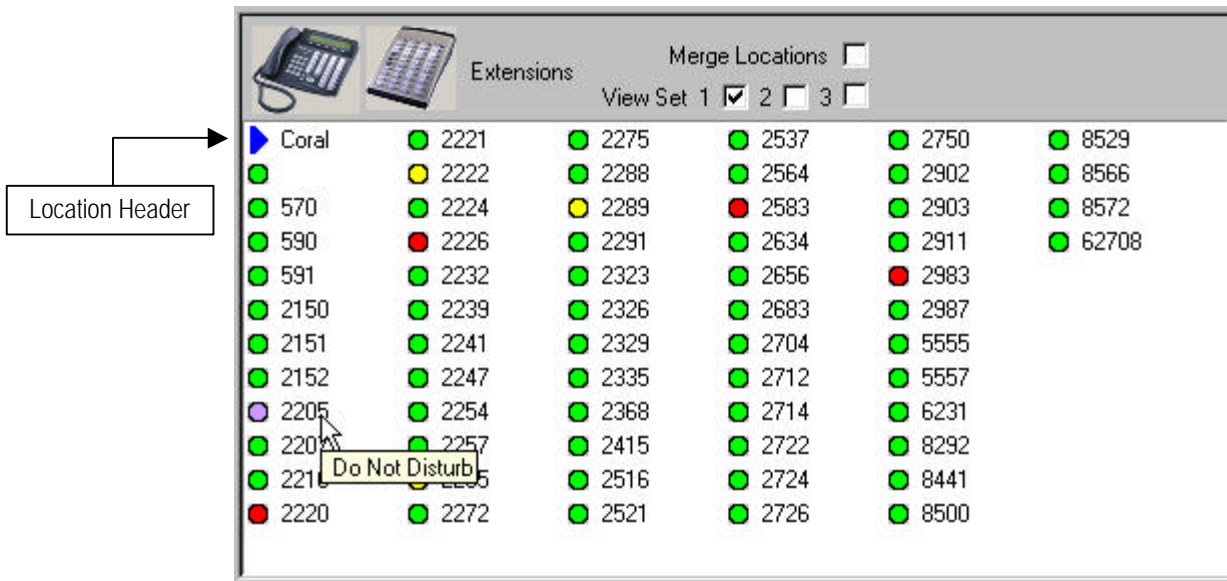 Merge Locations
Extensions
View Set 1 2 3
Location Header
Coral 2221 2275 2537 2750 8529
2222 2288 2564 2902 8566
570 2224 2289 2583 2903 8572
590 2226 2291 2634 2911 62708
591 2232 2323 2656 2983
2150 2239 2326 2683 2987
2151 2241 2329 2704 5555
2152 2247 2335 2712 5557
2205 2254 2368 2714 6231
2257 2415 2722 8292
Do Not Disturb
2516 2724 8441
2220 2272 2521 2726 8500